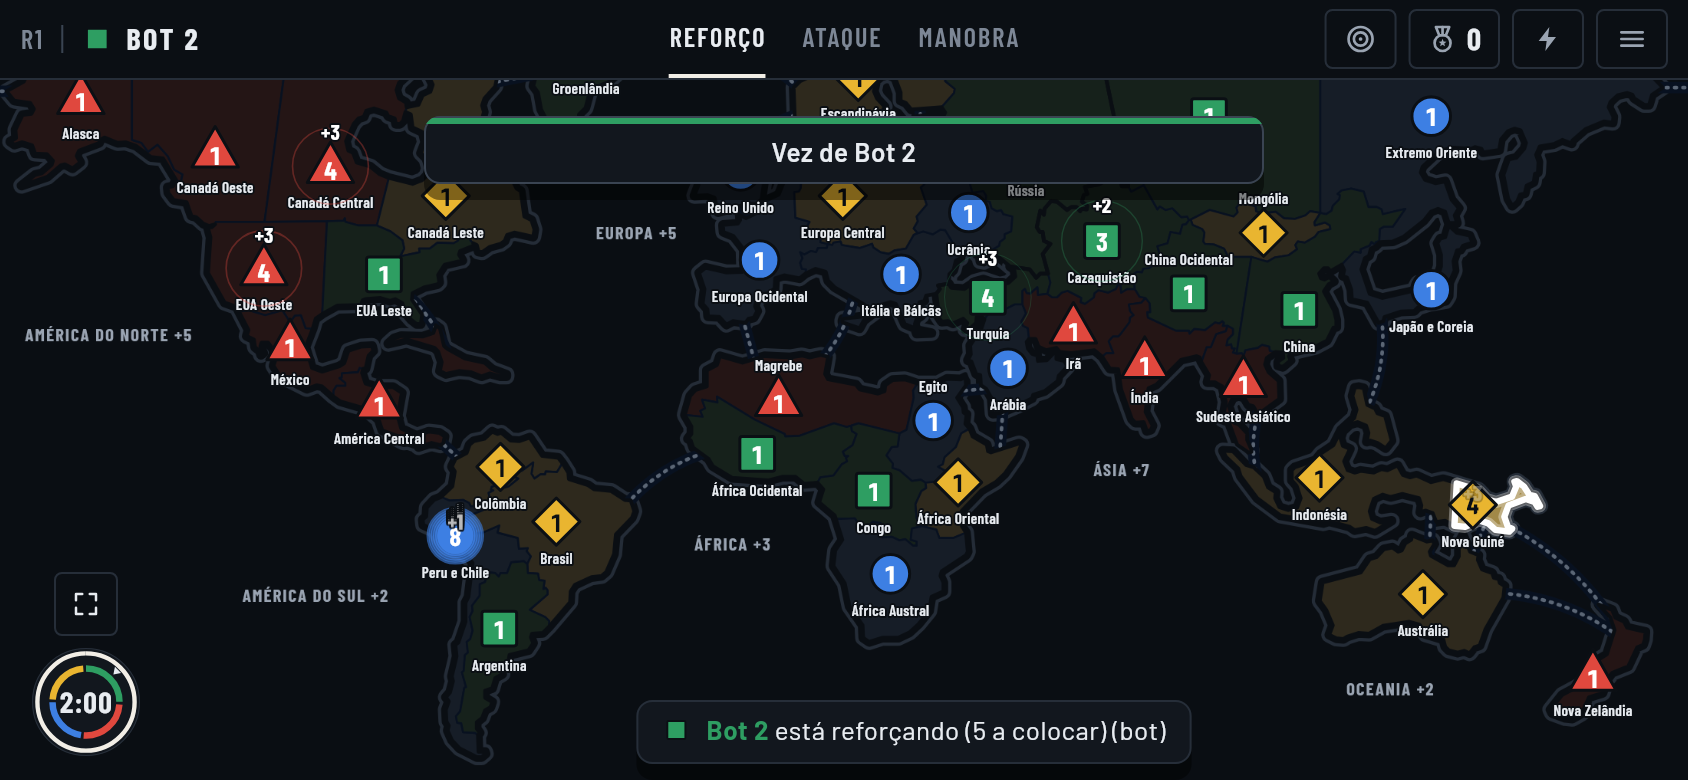 R1
BOT 2
REFORÇO
ATAQUE
MANOBRA
0
Groenlândia
1
Alasca
1
Escandinávia
1
1
Extremo Oriente
Vez de Bot 2
1
Canadá Oeste
+3
4
Canadá Central
1
Canadá Leste
EUROPA +5
Reino Unido
1
Europa Central
1
Ucrânia
Rússia
+2
3
Cazaquistão
Mongólia
1
China Ocidental
1
+3
4
EUA Oeste
1
EUA Leste
1
Europa Ocidental
1
Itália e Bálcãs
+3
4
Turquia
1
China
1
Japão e Coreia
AMÉRICA DO NORTE +5
1
México
Magrebe
1
1
Irã
1
Índia
1
Arábia
Egito
1
1
Sudeste Asiático
1
América Central
1
Colômbia
1
África Ocidental
1
Congo
1
África Oriental
ÁSIA +7
1
Indonésia
4
Nova Guiné
+1
8
Peru e Chile
1
Brasil
ÁFRICA +3
1
África Austral
AMÉRICA DO SUL +2
1
Argentina
1
Austrália
OCEANIA +2
1
Nova Zelândia
2:00
Bot 2 está reforçando (5 a colocar) (bot)